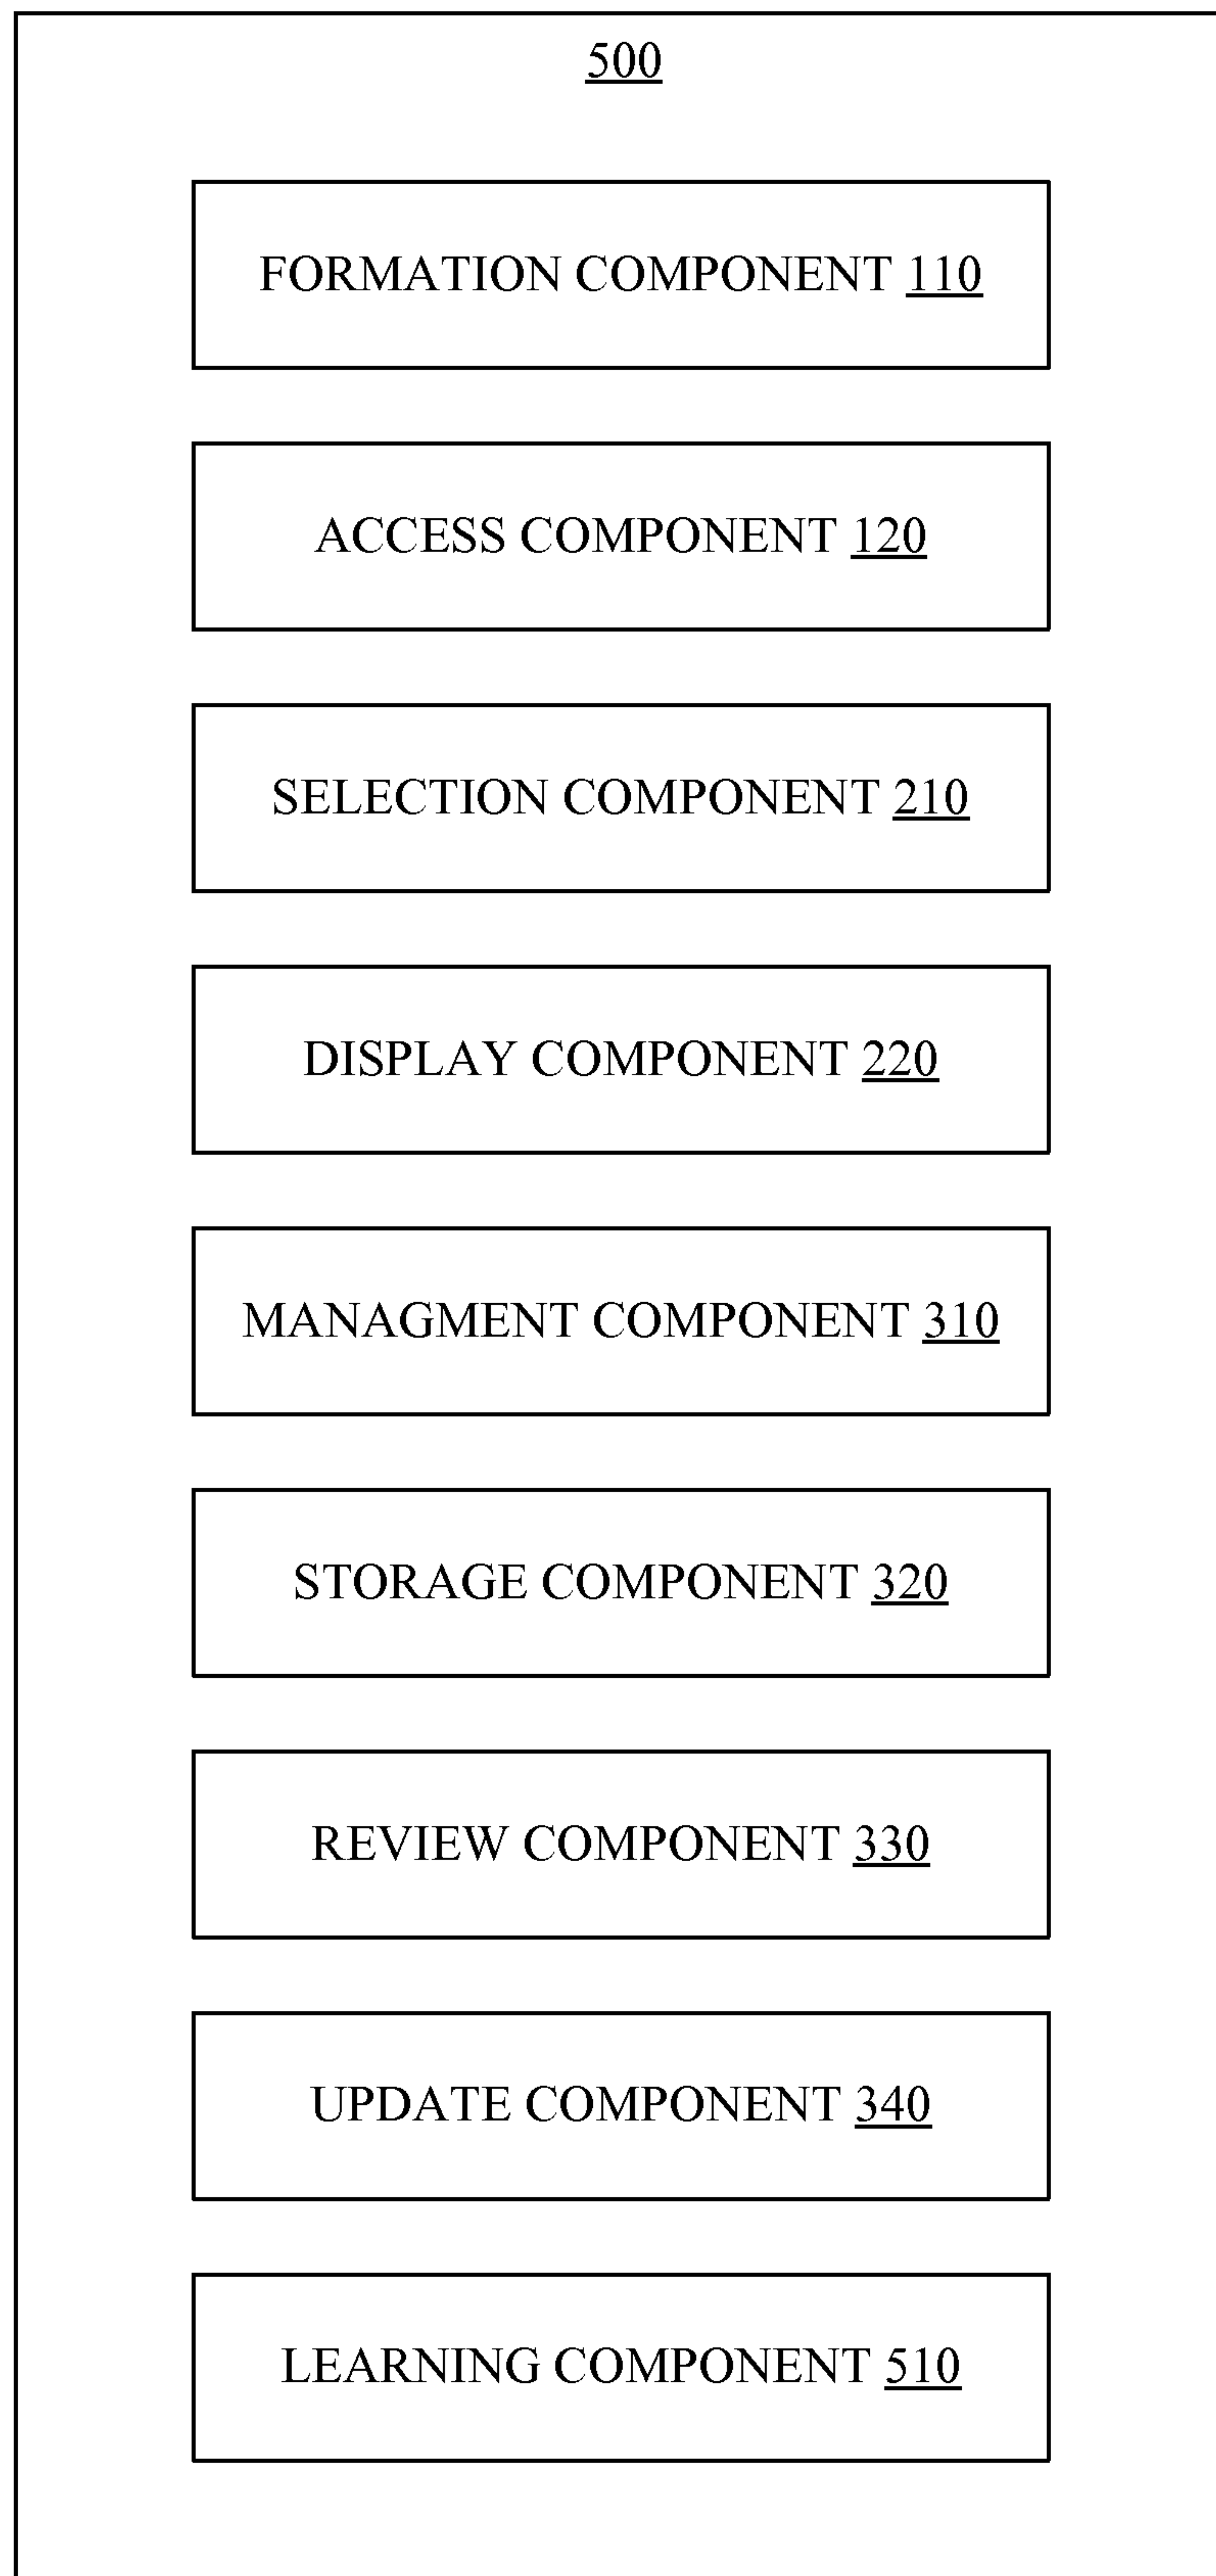 500
FORMATION COMPONENT 110
ACCESS COMPONENT 120
SELECTION COMPONENT 210
DISPLAY COMPONENT 220
MANAGMENT COMPONENT 310
STORAGE COMPONENT 320
REVIEW COMPONENT 330
UPDATE COMPONENT 340
LEARNING COMPONENT 510